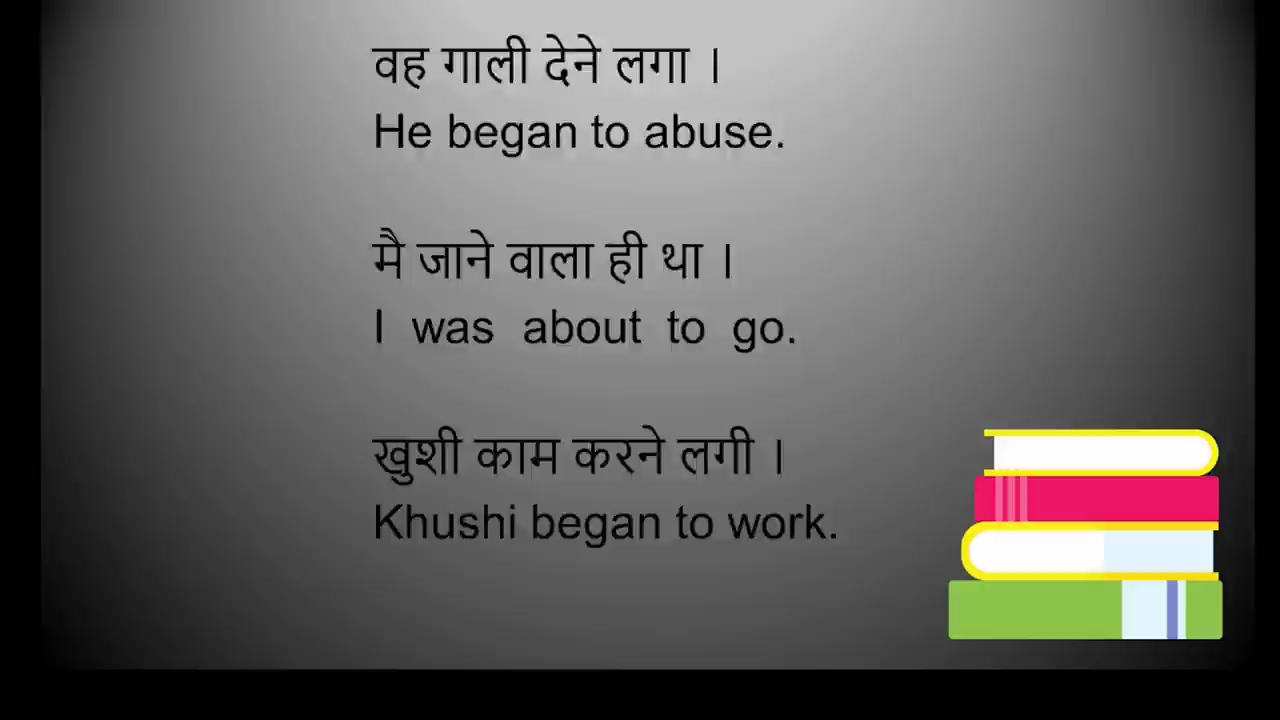 वह गाली देने लगा ।
He began to abuse.
मै जाने वाला ही था ।
I was about to go.
खुशी काम करने लगी ।
Khushi began to work.